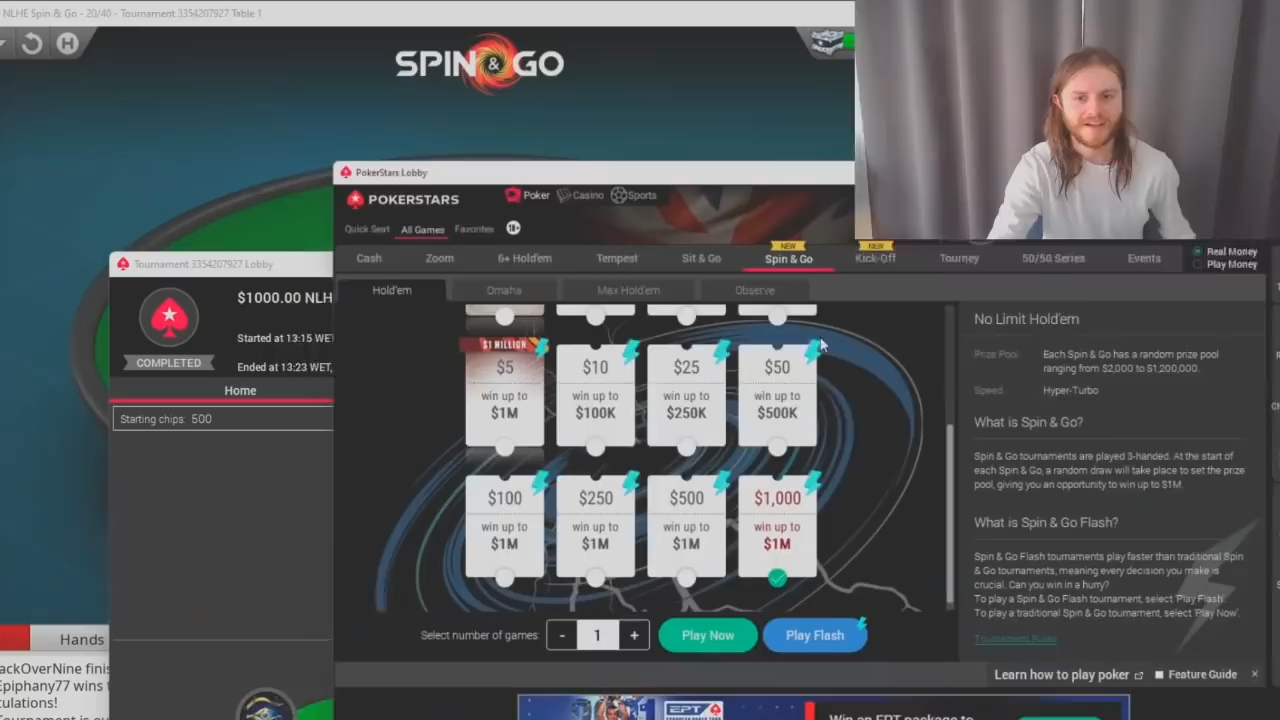 NLHE Spin & Go - 20/40 - Tournament 3354207927 Table 1
H
SPIN & GO
PokerStars Lobby
POKERSTARS
Poker
Casino
Sports
Quick Seat
All Games
Favorites
18+
NEW
NEW
Cash
Zoom
6+ Hold'em
Tempest
Sit & Go
Spin & Go
Kick-Off
Tourney
50/50 Series
Events
Real Money
Play Money
Hold'em
Omaha
Max Hold'em
Observe
Tournament 3354207927 Lobby
$1000.00 NLH
Started at 13:15 WE
COMPLETED
Ended at 13:23 WET,
Home
Starting chips: 500
$1 MILLION
$5
win up to
$1M
$10
win up to
$100K
$25
win up to
$250K
$50
win up to
$500K
$100
win up to
$1M
$250
win up to
$1M
$500
win up to
$1M
$1,000
win up to
$1M
No Limit Hold'em
Prize Pool: Each Spin & Go has a random prize pool
ranging from $2,000 to $1,200,000.
Speed: Hyper-Turbo
What is Spin & Go?
Spin & Go tournaments are played 3-handed. At the start of
each Spin & Go, a random draw will take place to set the prize
pool, giving you an opportunity to win up to $1M.
What is Spin & Go Flash?
Spin & Go Flash tournaments play faster than traditional Spin
& Go tournaments, meaning every decision you make is
crucial. Can you win in a hurry?
To play a Spin & Go Flash tournament, select 'Play Flash'.
To play a traditional Spin & Go tournament, select 'Play Now'.
Tournament Rules
Select number of games:
-
1
+
Play Now
Play Flash
Learn how to play poker
Feature Guide
×
Hands
ackOverNine finis
Epiphany77 wins t
tulations!
EPT
Win an EPT package to